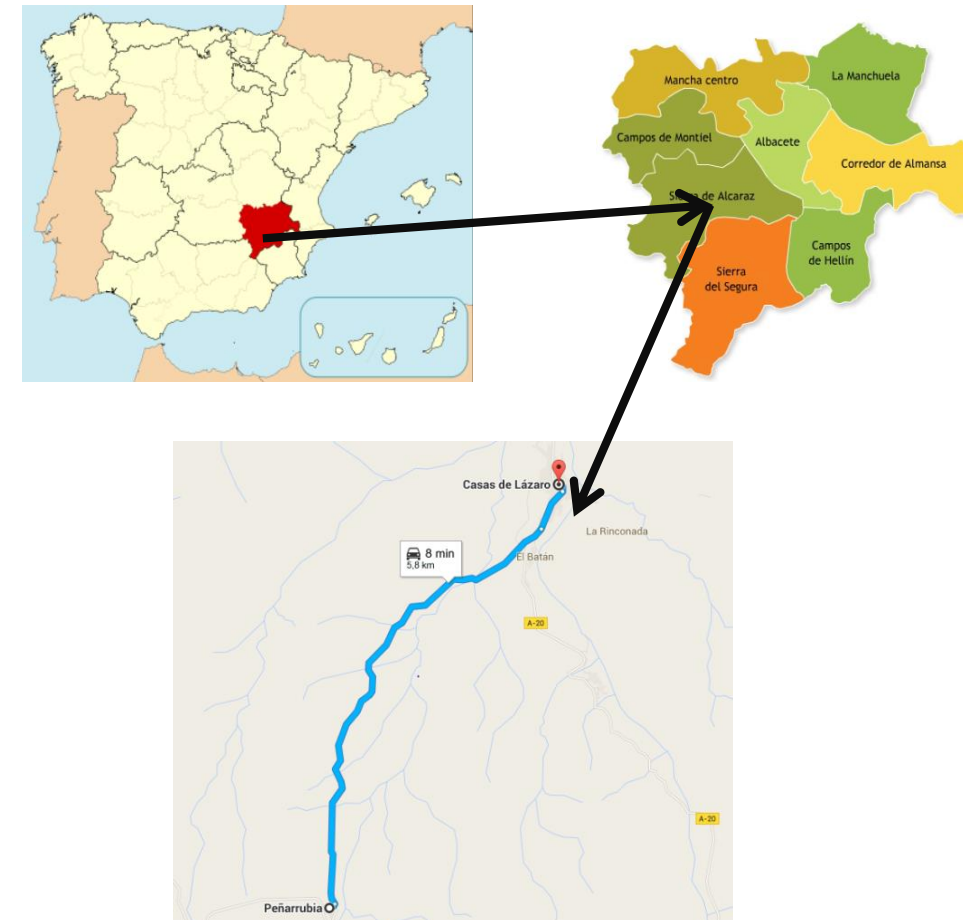 Mancha centro
La Manchuela
Campos de Montiel
Albacete
Corredor de Almansa
Sierra de Alcaraz
Campos
de Hellín
Sierra
del Segura
Casas de Lázaro
La Rinconada
8 min
5,8 km
El Batán
A-20
A-20
Peñarrubia